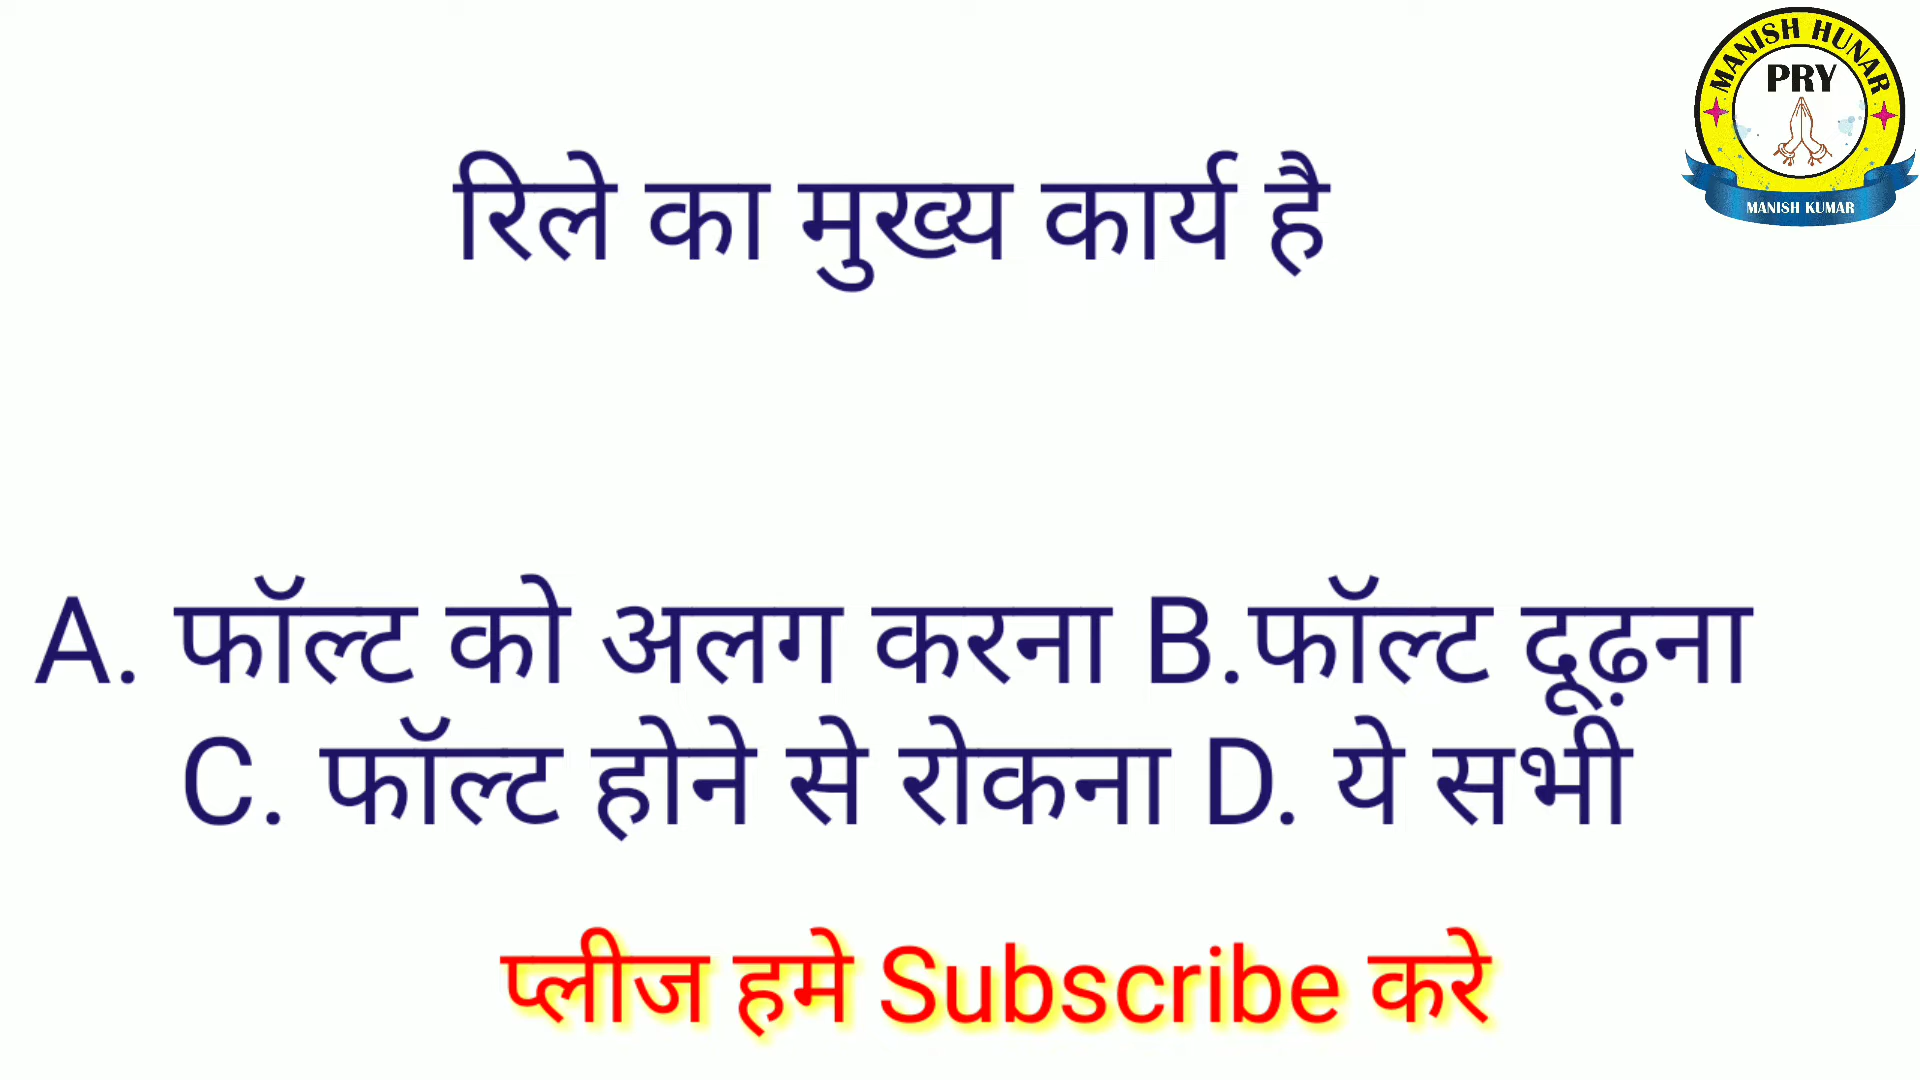 MANISH HUNAR
PRY
MANISH KUMAR
रिले का मुख्य कार्य है
A. फॉल्ट को अलग करना B.फॉल्ट दूढ़ना
C. फॉल्ट होने से रोकना D. ये सभी
प्लीज हमे Subscribe करे